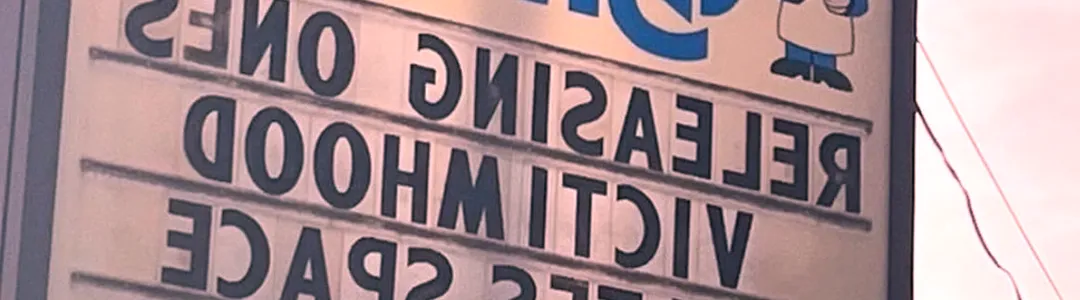 RELEASING ONES
VICTIMHOOD
SPACE